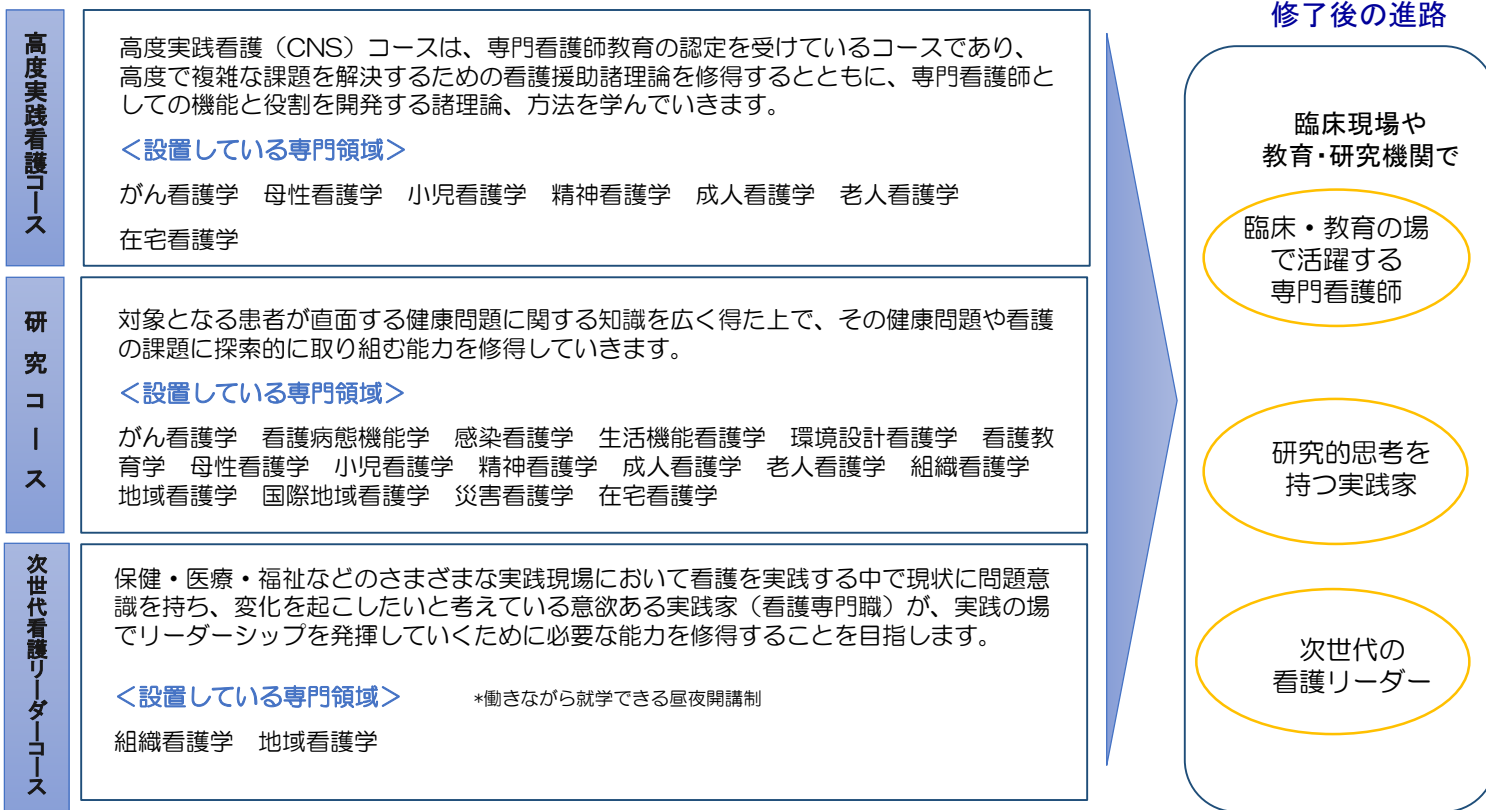 高度実践看護コース
高度実践看護（CNS）コースは、専門看護師教育の認定を受けているコースであり、
高度で複雑な課題を解決するための看護援助諸理論を修得するとともに、専門看護師と
しての機能と役割を開発する諸理論、方法を学んでいきます。
＜設置している専門領域＞
がん看護学　母性看護学　小児看護学　精神看護学　成人看護学　老人看護学
在宅看護学
研究コース
対象となる患者が直面する健康問題に関する知識を広く得た上で、その健康問題や看護
の課題に探索的に取り組む能力を修得していきます。
＜設置している専門領域＞
がん看護学　看護病態機能学　感染看護学　生活機能看護学　環境設計看護学　看護教
育学　母性看護学　小児看護学　精神看護学　成人看護学　老人看護学　組織看護学
地域看護学　国際地域看護学　災害看護学　在宅看護学
次世代看護リーダーコース
保健・医療・福祉などのさまざまな実践現場において看護を実践する中で現状に問題意
識を持ち、変化を起こしたいと考えている意欲ある実践家（看護専門職）が、実践の場
でリーダーシップを発揮していくために必要な能力を修得することを目指します。
＜設置している専門領域＞　*働きながら就学できる昼夜開講制
組織看護学　地域看護学
修了後の進路
臨床現場や
教育・研究機関で
臨床・教育の場
で活躍する
専門看護師
研究的思考を
持つ実践家
次世代の
看護リーダー